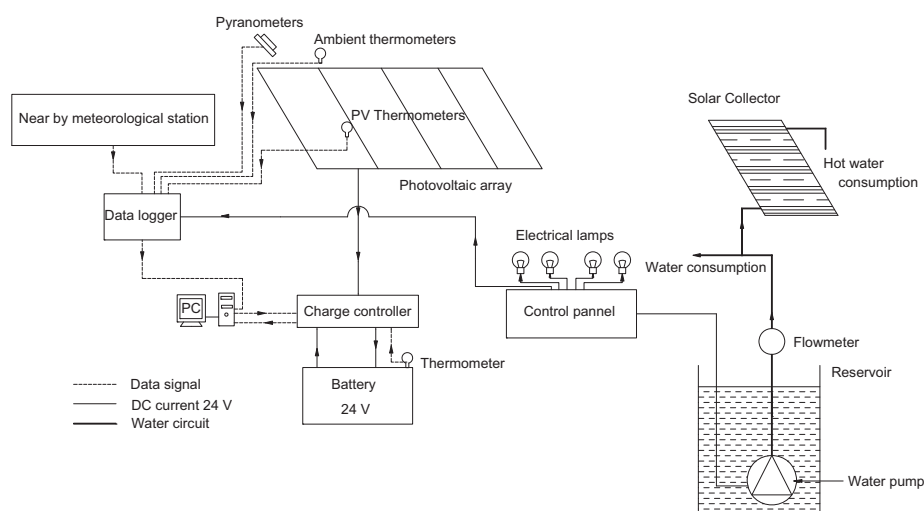 Pyranometers
Ambient thermometers
Solar Collector
Near by meteorological station
PV Thermometers
Hot water
consumption
Photovoltaic array
Data logger
Electrical lamps
Water consumption
PC
Charge controller
Control pannel
Flowmeter
Thermometer
Reservoir
Battery
24 V
Data signal
DC current 24 V
Water circuit
Water pump